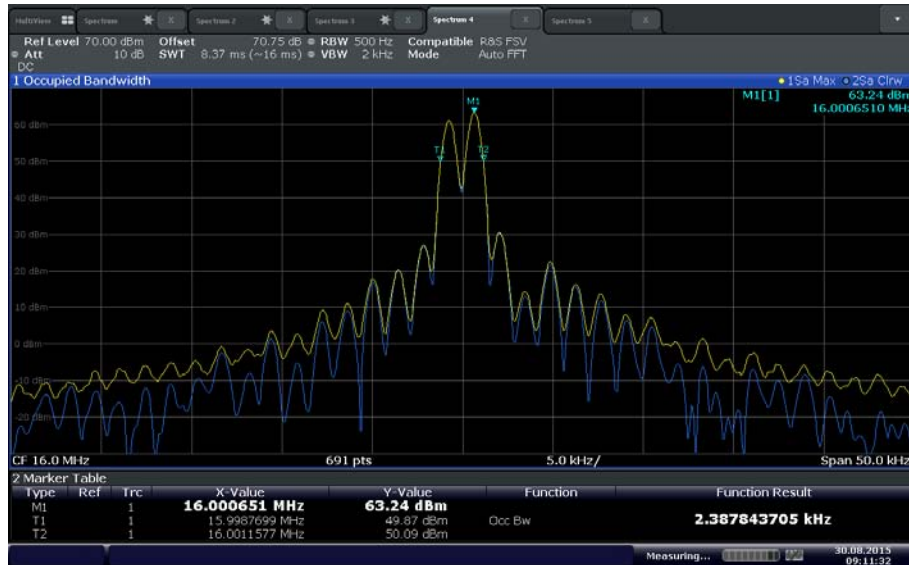 MultiView Spectrum X Spectrum 2 X Spectrum 3 X Spectrum 4 X Spectrum 5 X
Ref Level 70.00 dBm Offset 70.75 dB RBW 500 Hz Compatible R&S FSV
Att 10 dB SWT 8.37 ms (~16 ms) VBW 2 kHz Mode Auto FFT
DC
1 Occupied Bandwidth 1Sa Max 2Sa Clrw
M1[1] 63.24 dBm
16.0006510 MHz
M1
60 dBm
T1 T2
50 dBm
40 dBm
30 dBm
20 dBm
10 dBm
0 dBm
-10 dBm
-20 dBm
CF 16.0 MHz 691 pts 5.0 kHz/ Span 50.0 kHz
2 Marker Table
Type Ref Trc X-Value Y-Value Function Function Result
M1 1 16.000651 MHz 63.24 dBm
T1 1 15.9987699 MHz 49.87 dBm Occ Bw 2.387843705 kHz
T2 1 16.0011577 MHz 50.09 dBm
Measuring... 30.08.2015
09:11:32